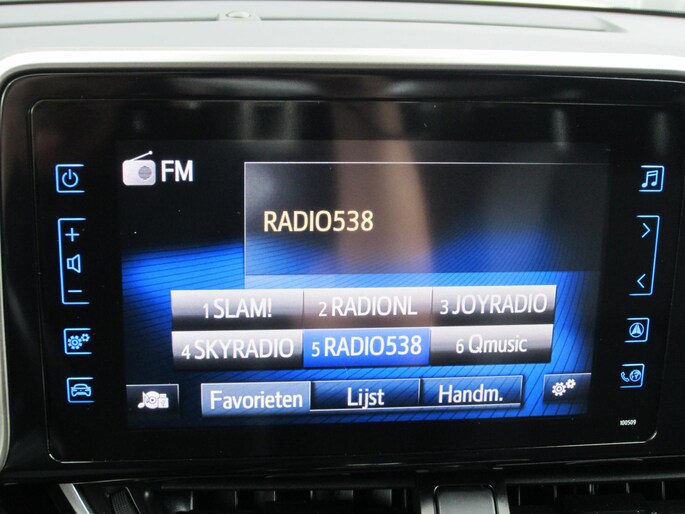 FM
RADIO538
1 SLAM! 2 RADIONL 3 JOYRADIO
4 SKYRADIO 5 RADIO538 6 Qmusic
Favorieten Lijst Handm.
100509